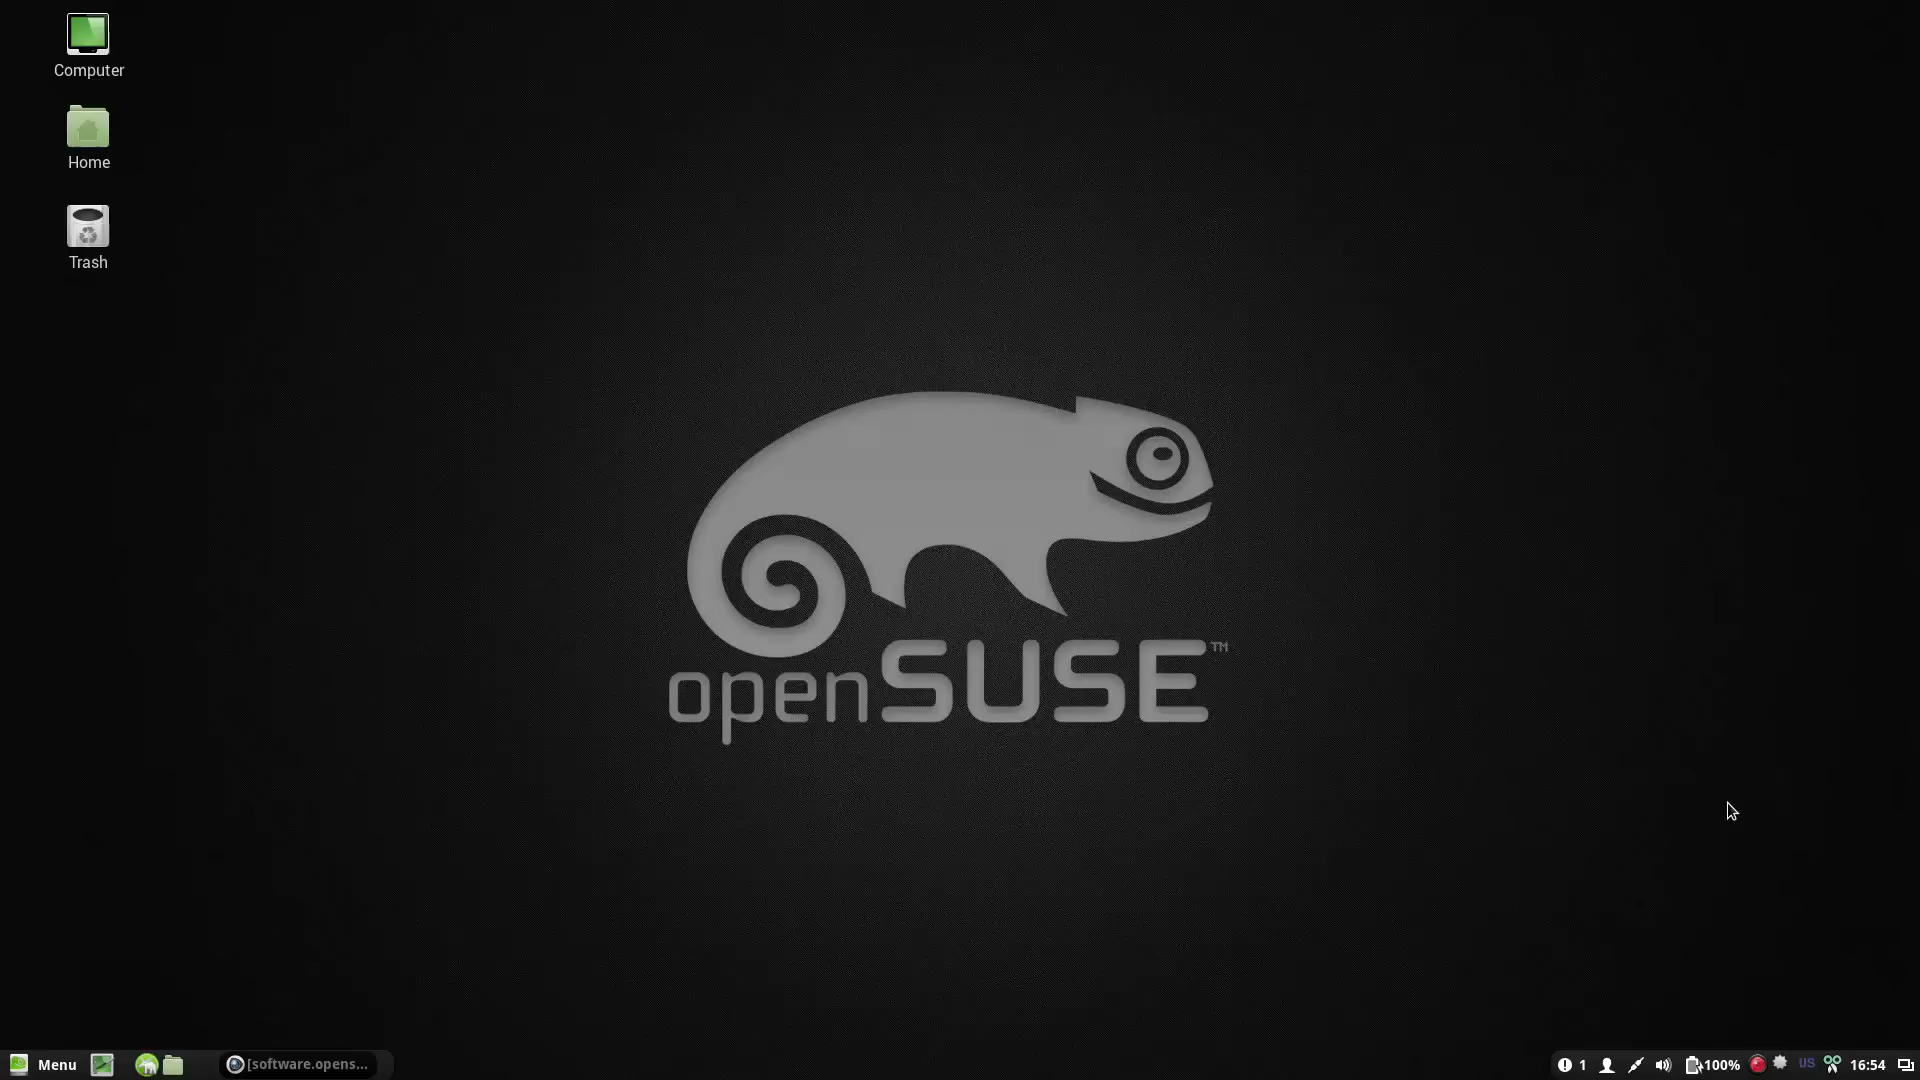 Computer
Home
Trash
openSUSE™
Menu
[software.opens...
1
100%
US
16:54